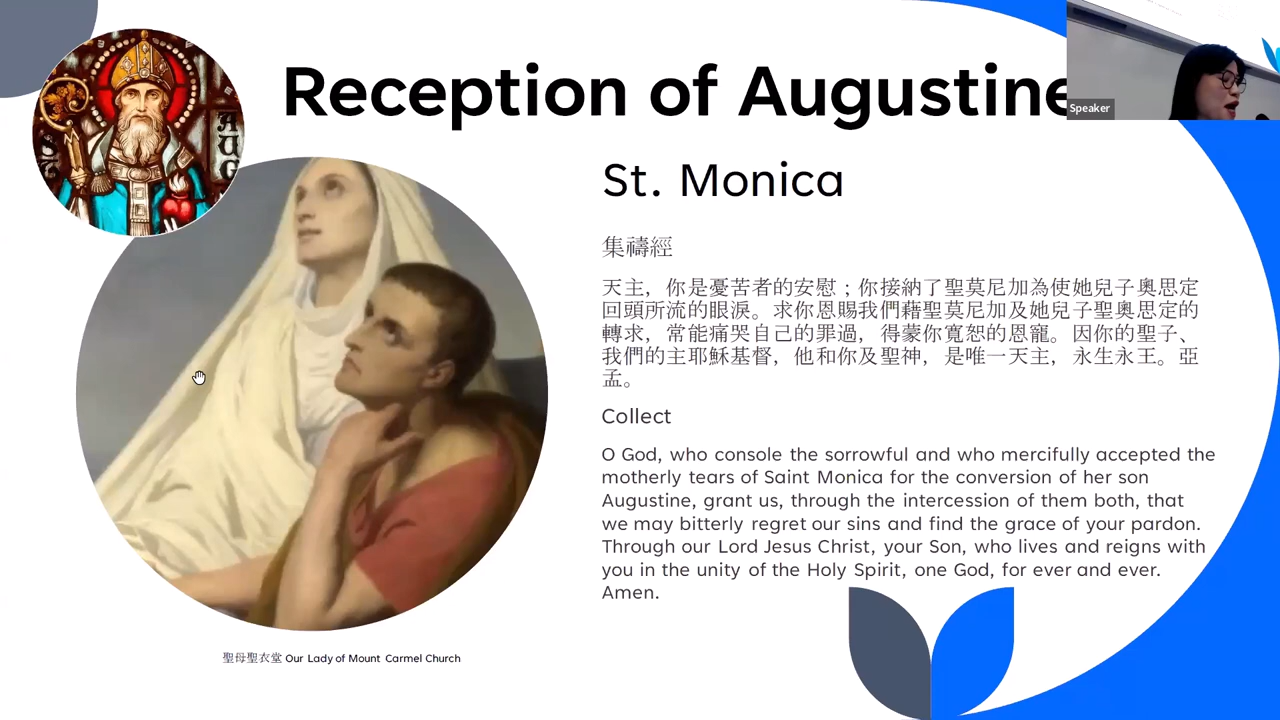 Reception of Augustine
Speaker
AUG
St. Monica
集禱經
天主，你是憂苦者的安慰；你接納了聖莫尼加為使她兒子奧思定
回頭所流的眼淚。求你恩賜我們藉聖莫尼加及她兒子聖奧思定的
轉求，常能痛哭自己的罪過，得蒙你寬恕的恩寵。因你的聖子、
我們的主耶穌基督，他和你及聖神，是唯一天主，永生永王。亞
孟。
Collect
O God, who console the sorrowful and who mercifully accepted the
motherly tears of Saint Monica for the conversion of her son
Augustine, grant us, through the intercession of them both, that
we may bitterly regret our sins and find the grace of your pardon.
Through our Lord Jesus Christ, your Son, who lives and reigns with
you in the unity of the Holy Spirit, one God, for ever and ever.
Amen.
聖母聖衣堂 Our Lady of Mount Carmel Church